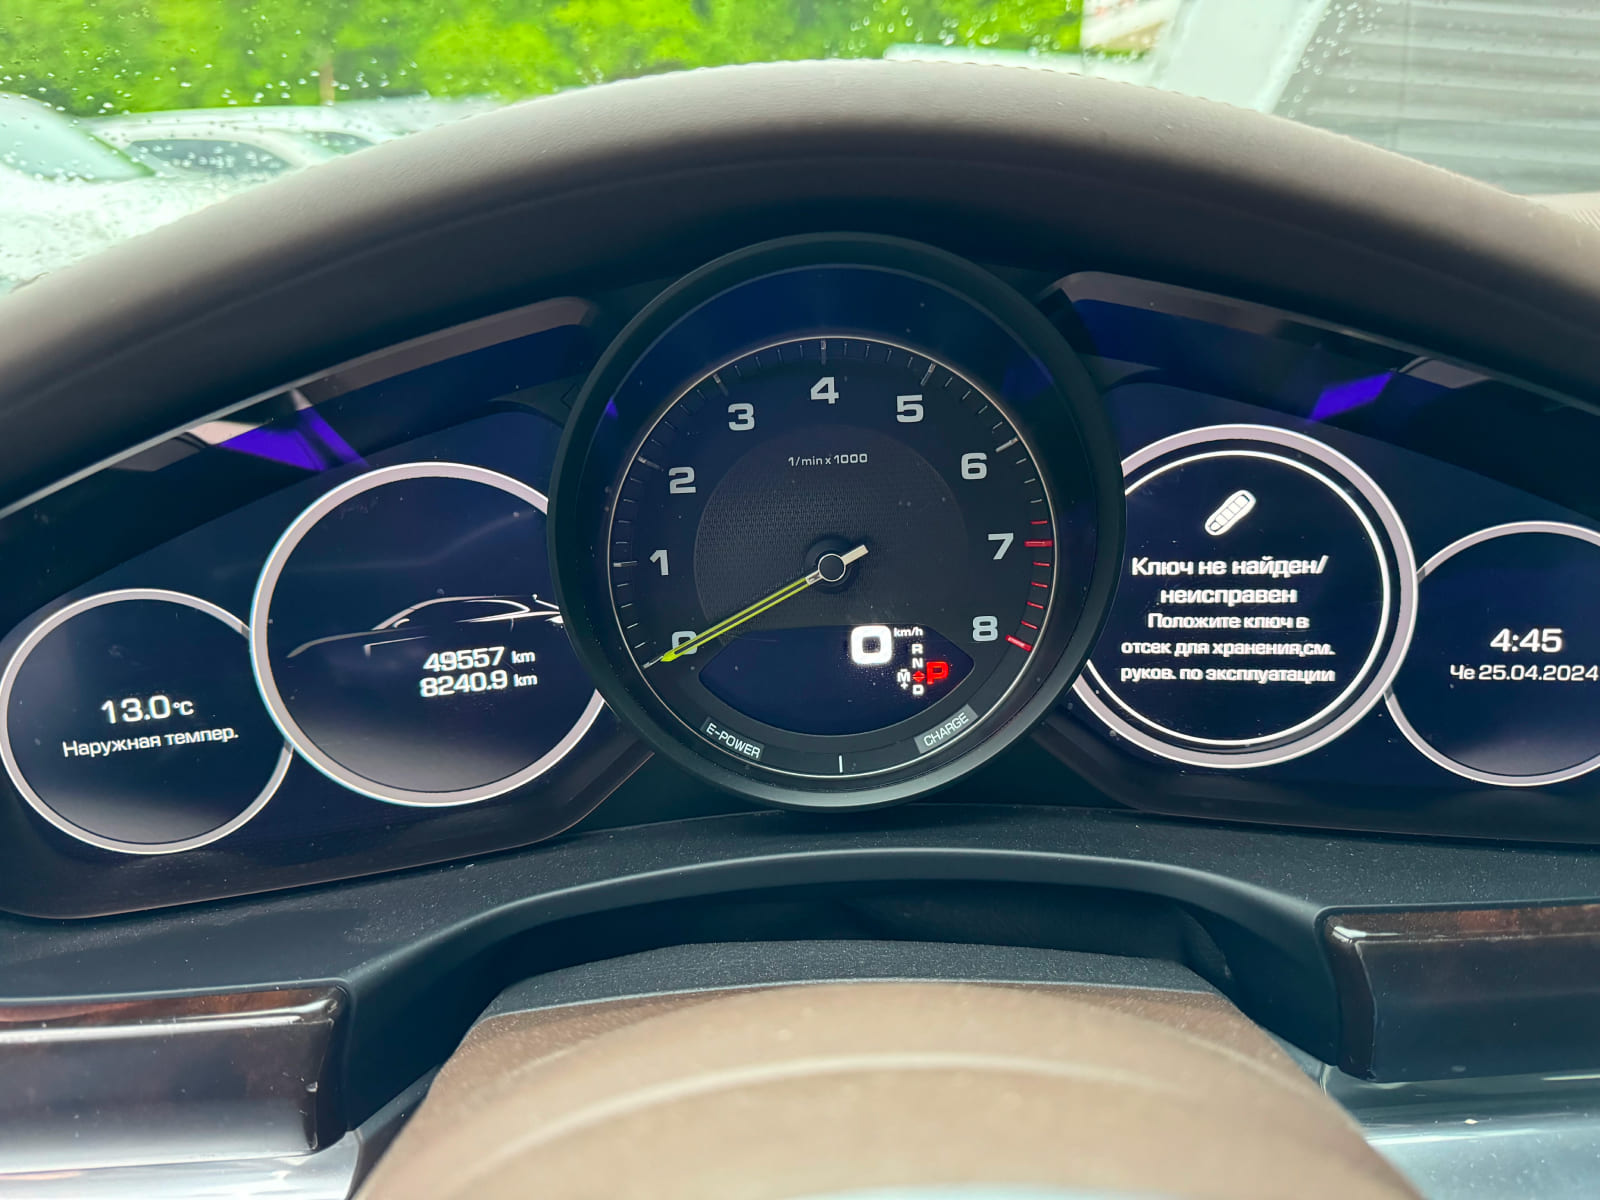 13.0°C
Наружная темпер.
49557 km
8240.9 km
0
1
2
3
4
5
6
7
8
1/min x 1000
0 km/h
R
N
M P
+ D
E-POWER
CHARGE
Ключ не найден/
неисправен
Положите ключ в
отсек для хранения,см.
руков. по эксплуатации
4:45
Че 25.04.2024